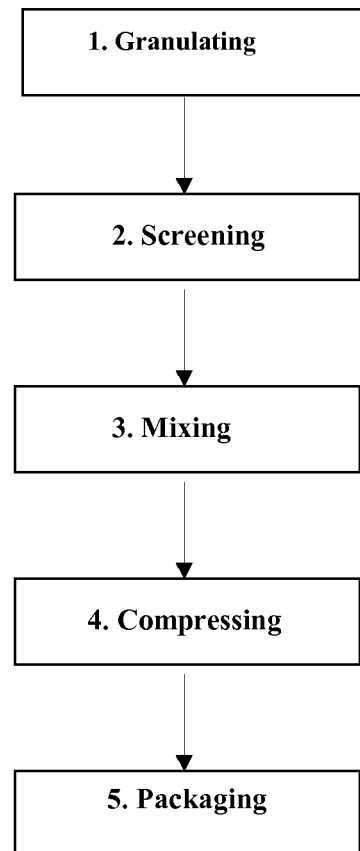 1. Granulating
2. Screening
3. Mixing
4. Compressing
5. Packaging